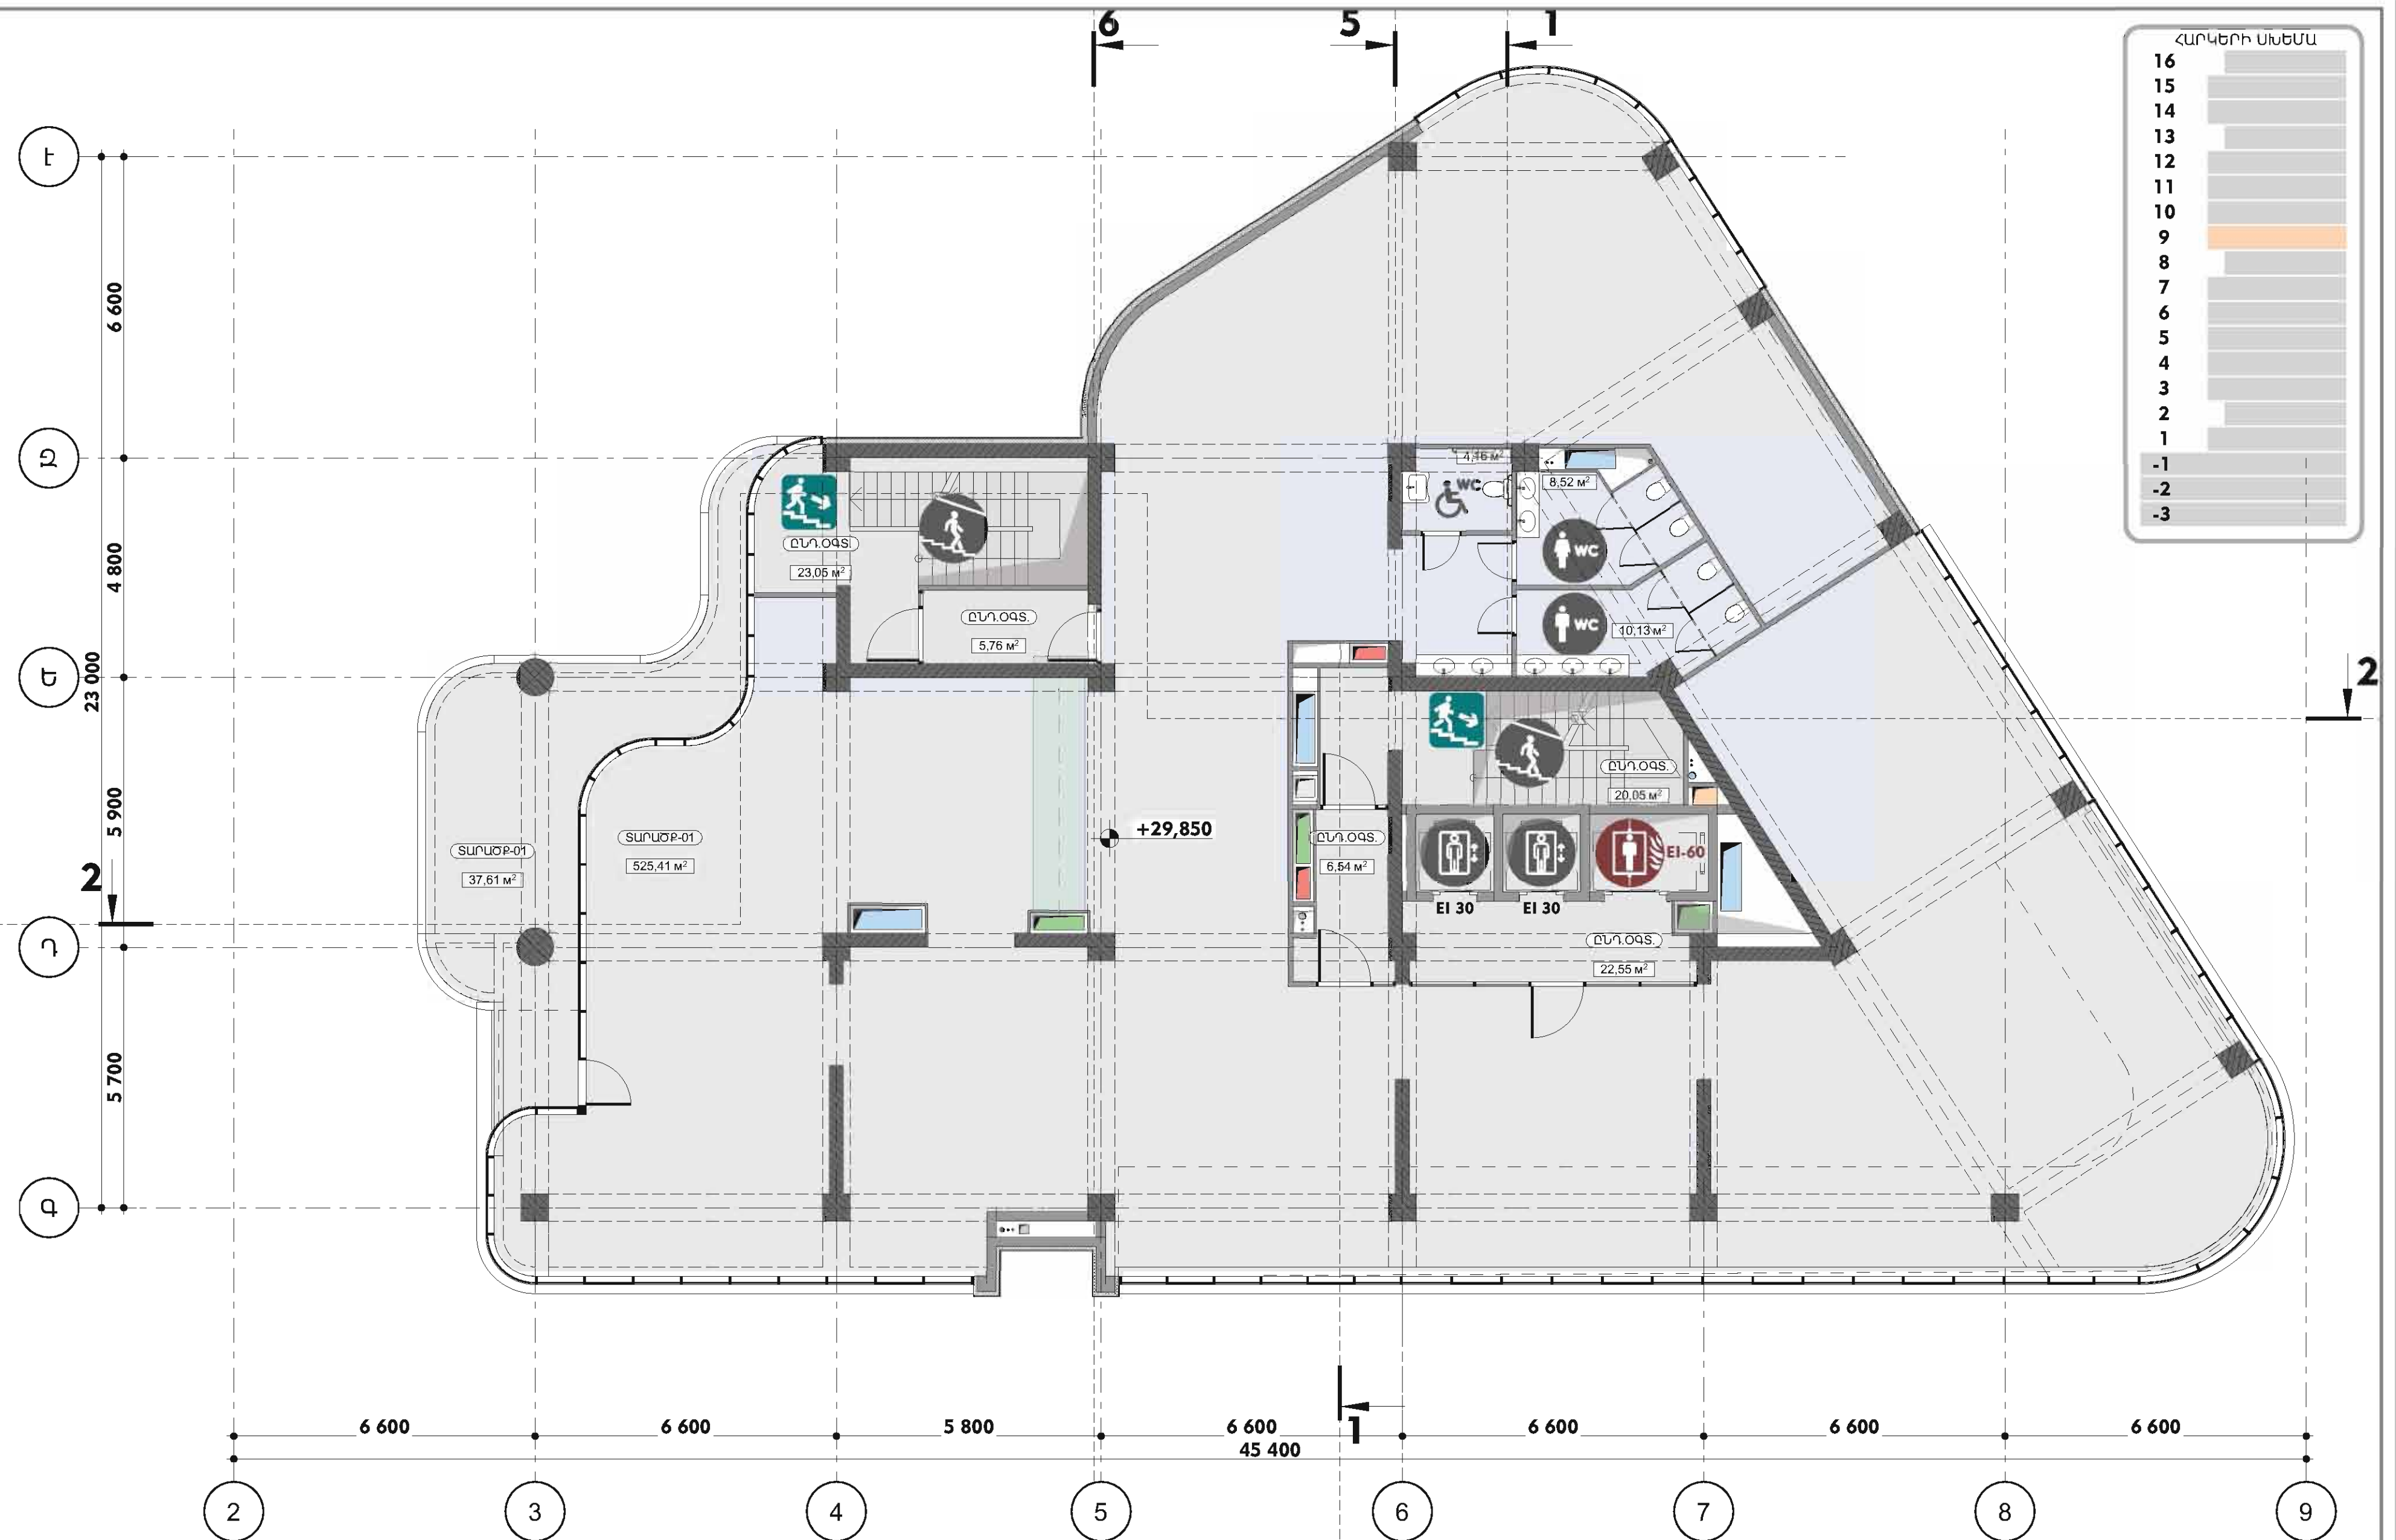 6
5
1
ՀԱՐԿԵՐԻ ՍԽԵՄԱ
16
15
14
13
12
11
10
9
8
7
6
5
4
3
2
1
-1
-2
-3
Է
6 600
Զ
4,16 м²
WC
8,52 м²
WC
ԸՆԴ.ՕԳՏ.
23,05 м²
4 800
ԸՆԴ.ՕԳՏ.
5,76 м²
WC
10,13 м²
Ե
23 000
2
ԸՆԴ.ՕԳՏ.
20,05 м²
5 900
ՏԱՐԱԾՔ-01
37,61 м²
ՏԱՐԱԾՔ-01
525,41 м²
+29,850
ԸՆԴ.ՕԳՏ.
6,54 м²
EI-60
EI 30
EI 30
2
Դ
ԸՆԴ.ՕԳՏ.
22,55 м²
5 700
Գ
1
6 600
6 600
5 800
6 600
6 600
6 600
6 600
45 400
2
3
4
5
6
7
8
9